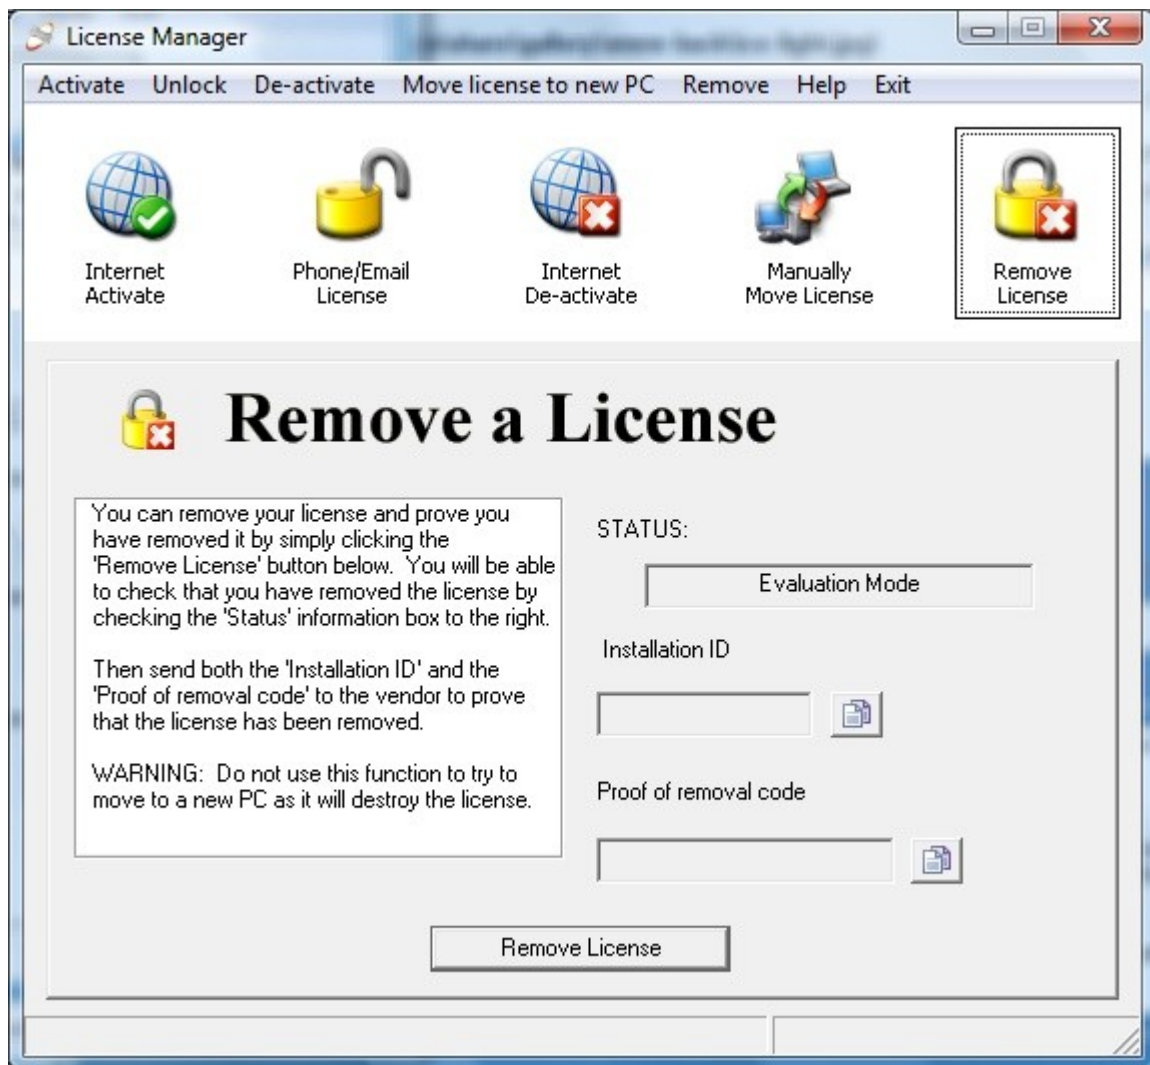 License Manager
Activate Unlock De-activate Move license to new PC Remove Help Exit
Internet
Activate
Phone/Email
License
Internet
De-activate
Manually
Move License
Remove
License
Remove a License
You can remove your license and prove you
have removed it by simply clicking the
'Remove License' button below. You will be able
to check that you have removed the license by
checking the 'Status' information box to the right.
Then send both the 'Installation ID' and the
'Proof of removal code' to the vendor to prove
that the license has been removed.
WARNING: Do not use this function to try to
move to a new PC as it will destroy the license.
STATUS:
Evaluation Mode
Installation ID
Proof of removal code
Remove License